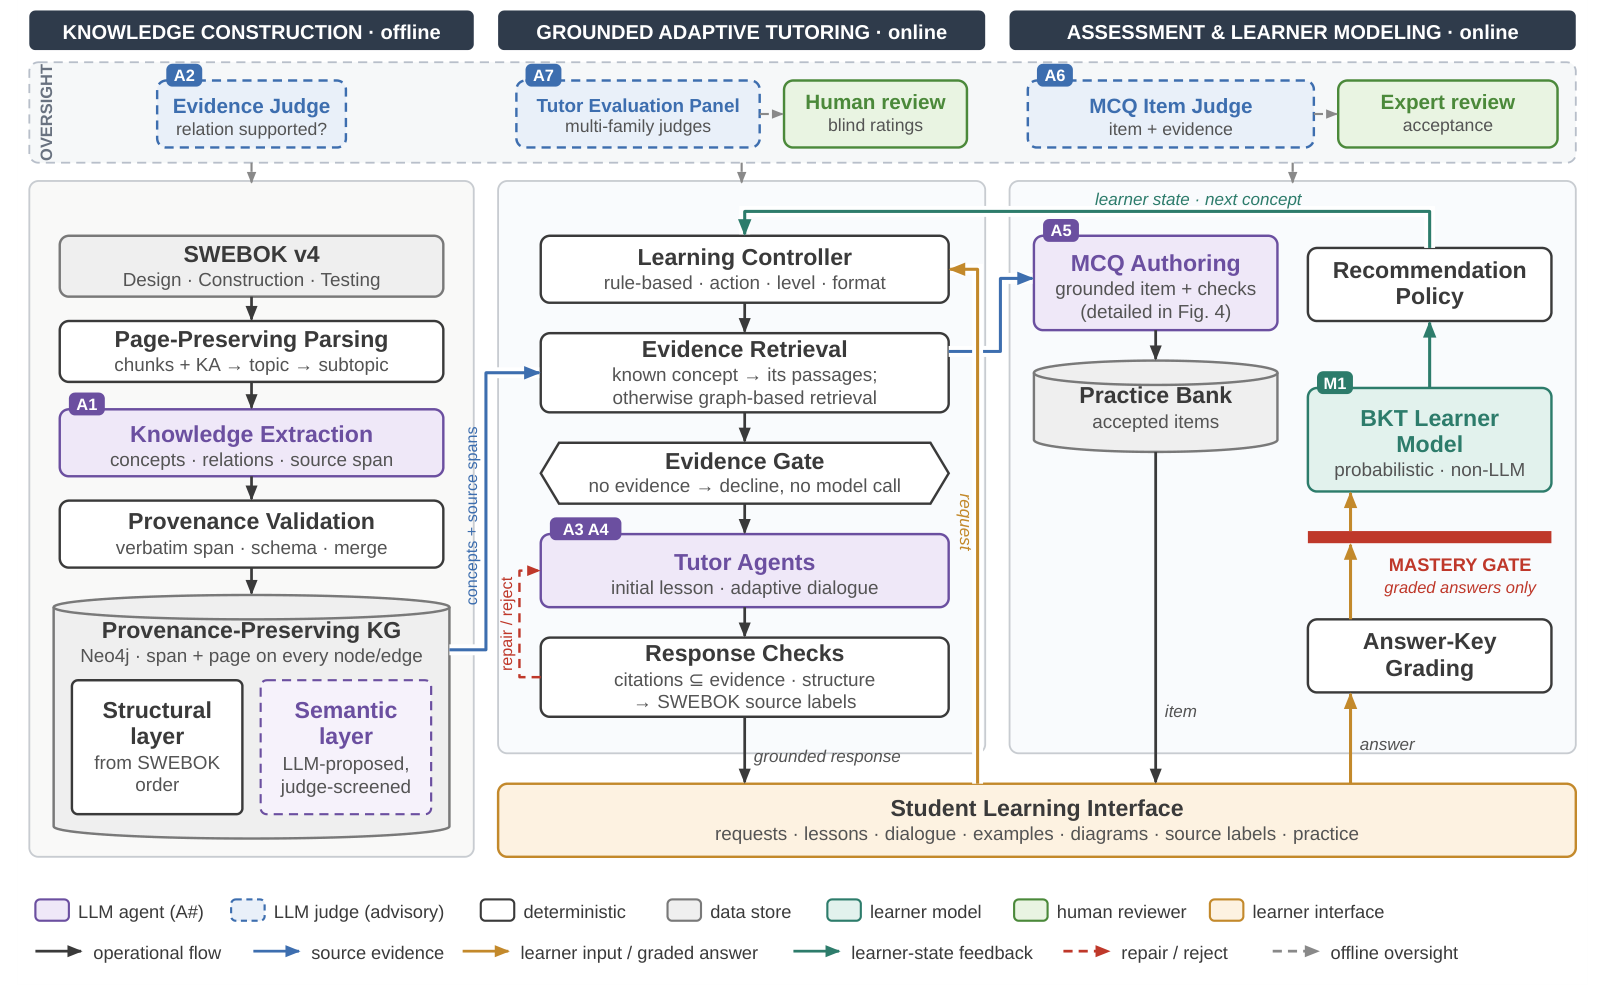 KNOWLEDGE CONSTRUCTION · offline
GROUNDED ADAPTIVE TUTORING · online
ASSESSMENT & LEARNER MODELING · online
OVERSIGHT
A2
Evidence Judge
relation supported?
A7
Tutor Evaluation Panel
multi-family judges
Human review
blind ratings
A6
MCQ Item Judge
item + evidence
Expert review
acceptance
SWEBOK v4
Design · Construction · Testing
Page-Preserving Parsing
chunks + KA → topic → subtopic
A1
Knowledge Extraction
concepts · relations · source span
Provenance Validation
verbatim span · schema · merge
Provenance-Preserving KG
Neo4j · span + page on every node/edge
Structural
layer
from SWEBOK
order
Semantic
layer
LLM-proposed,
judge-screened
concepts + source spans
Learning Controller
rule-based · action · level · format
Evidence Retrieval
known concept → its passages;
otherwise graph-based retrieval
Evidence Gate
no evidence → decline, no model call
A3 A4
Tutor Agents
initial lesson · adaptive dialogue
repair / reject
Response Checks
citations ⊆ evidence · structure
→ SWEBOK source labels
grounded response
request
learner state · next concept
A5
MCQ Authoring
grounded item + checks
(detailed in Fig. 4)
Practice Bank
accepted items
item
Recommendation
Policy
M1
BKT Learner
Model
probabilistic · non-LLM
MASTERY GATE
graded answers only
Answer-Key
Grading
answer
Student Learning Interface
requests · lessons · dialogue · examples · diagrams · source labels · practice
LLM agent (A#)
LLM judge (advisory)
deterministic
data store
learner model
human reviewer
learner interface
operational flow
source evidence
learner input / graded answer
learner-state feedback
repair / reject
offline oversight